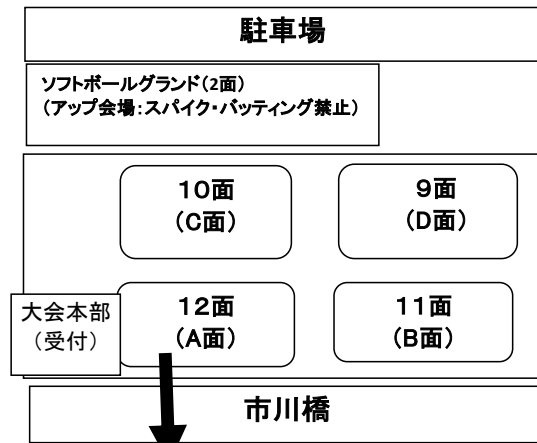 駐車場
ソフトボールグランド(2面)
(アップ会場:スパイク・バッティング禁止)
10面
(C面)
9面
(D面)
大会本部
(受付)
12面
(A面)
11面
(B面)
市川橋